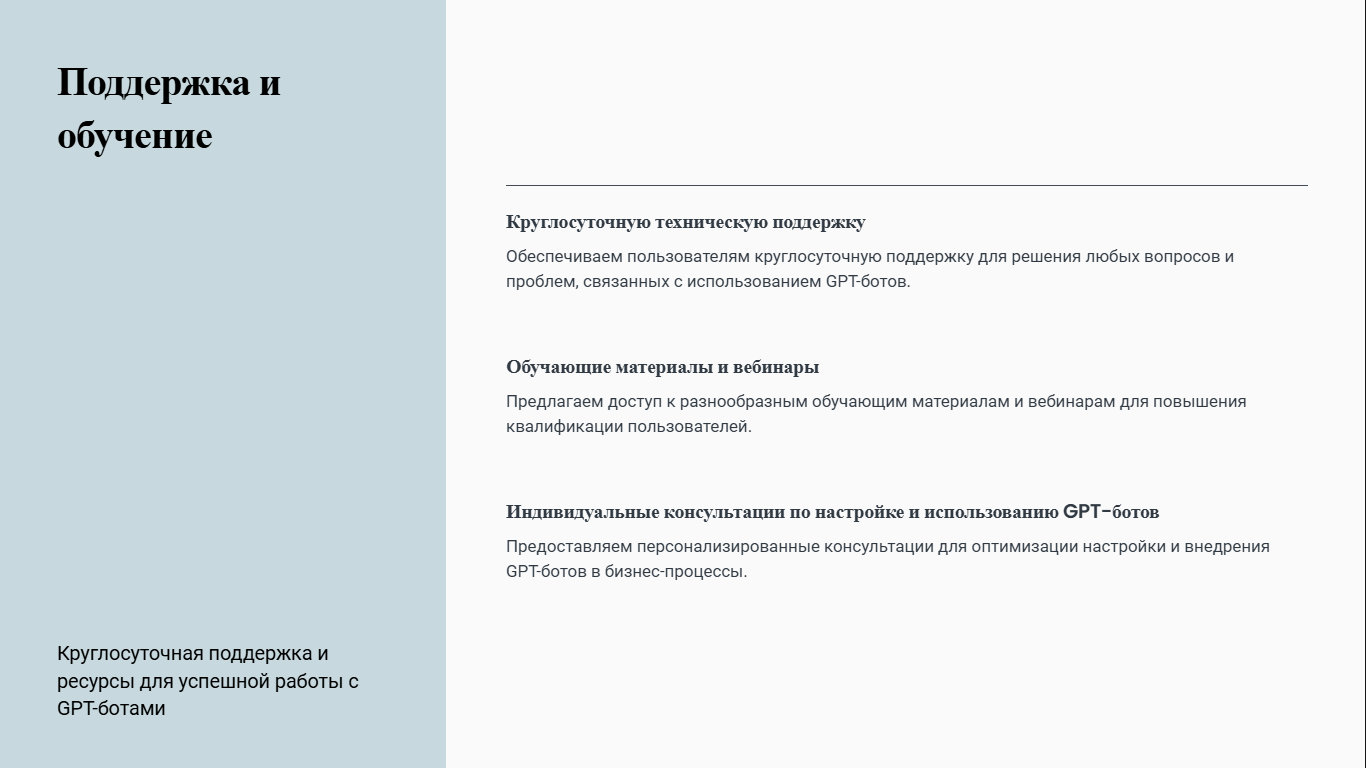 Поддержка и
обучение
Круглосуточную техническую поддержку
Обеспечиваем пользователям круглосуточную поддержку для решения любых вопросов и
проблем, связанных с использованием GPT-ботов.
Обучающие материалы и вебинары
Предлагаем доступ к разнообразным обучающим материалам и вебинарам для повышения
квалификации пользователей.
Индивидуальные консультации по настройке и использованию GPT-ботов
Предоставляем персонализированные консультации для оптимизации настройки и внедрения
GPT-ботов в бизнес-процессы.
Круглосуточная поддержка и
ресурсы для успешной работы с
GPT-ботами